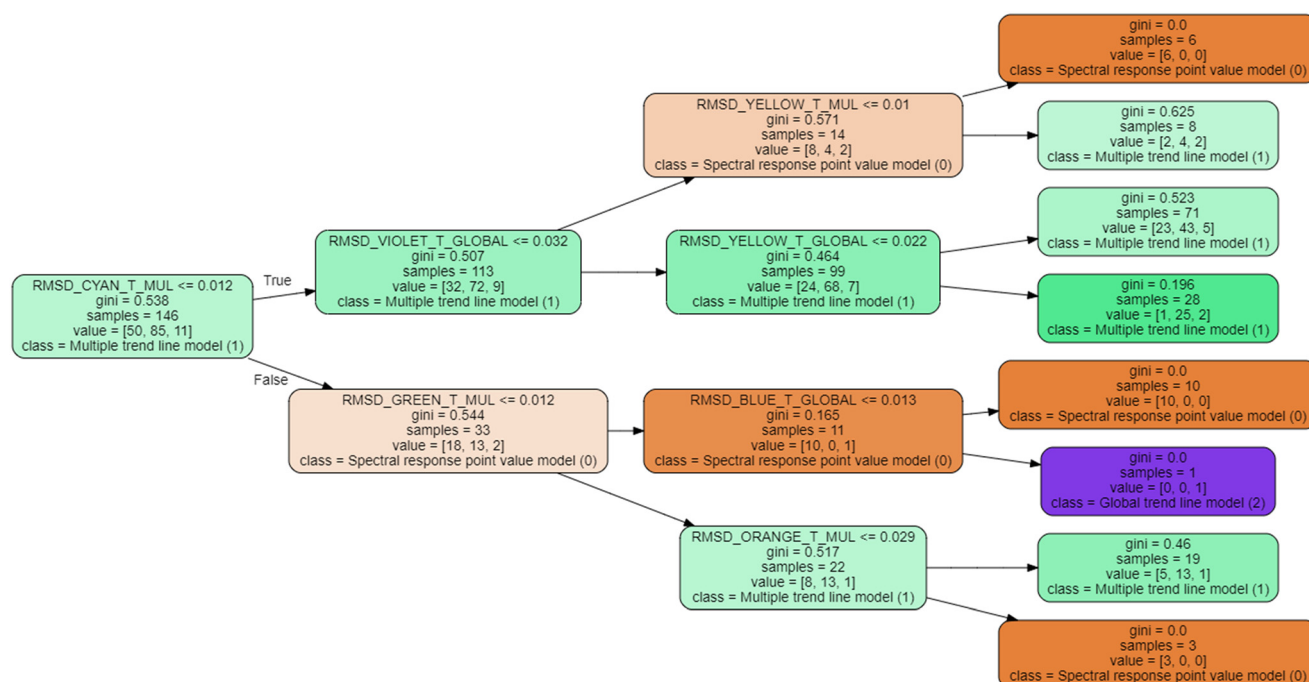 RMSD_CYAN_T_MUL <= 0.012
gini = 0.538
samples = 146
value = [50, 85, 11]
class = Multiple trend line model (1)
True
False
RMSD_VIOLET_T_GLOBAL <= 0.032
gini = 0.507
samples = 113
value = [32, 72, 9]
class = Multiple trend line model (1)
RMSD_GREEN_T_MUL <= 0.012
gini = 0.544
samples = 33
value = [18, 13, 2]
class = Spectral response point value model (0)
RMSD_YELLOW_T_MUL <= 0.01
gini = 0.571
samples = 14
value = [8, 4, 2]
class = Spectral response point value model (0)
RMSD_YELLOW_T_GLOBAL <= 0.022
gini = 0.464
samples = 99
value = [24, 68, 7]
class = Multiple trend line model (1)
RMSD_BLUE_T_GLOBAL <= 0.013
gini = 0.165
samples = 11
value = [10, 0, 1]
class = Spectral response point value model (0)
RMSD_ORANGE_T_MUL <= 0.029
gini = 0.517
samples = 22
value = [8, 13, 1]
class = Multiple trend line model (1)
gini = 0.0
samples = 6
value = [6, 0, 0]
class = Spectral response point value model (0)
gini = 0.625
samples = 8
value = [2, 4, 2]
class = Multiple trend line model (1)
gini = 0.523
samples = 71
value = [23, 43, 5]
class = Multiple trend line model (1)
gini = 0.196
samples = 28
value = [1, 25, 2]
class = Multiple trend line model (1)
gini = 0.0
samples = 10
value = [10, 0, 0]
class = Spectral response point value model (0)
gini = 0.0
samples = 1
value = [0, 0, 1]
class = Global trend line model (2)
gini = 0.46
samples = 19
value = [5, 13, 1]
class = Multiple trend line model (1)
gini = 0.0
samples = 3
value = [3, 0, 0]
class = Spectral response point value model (0)